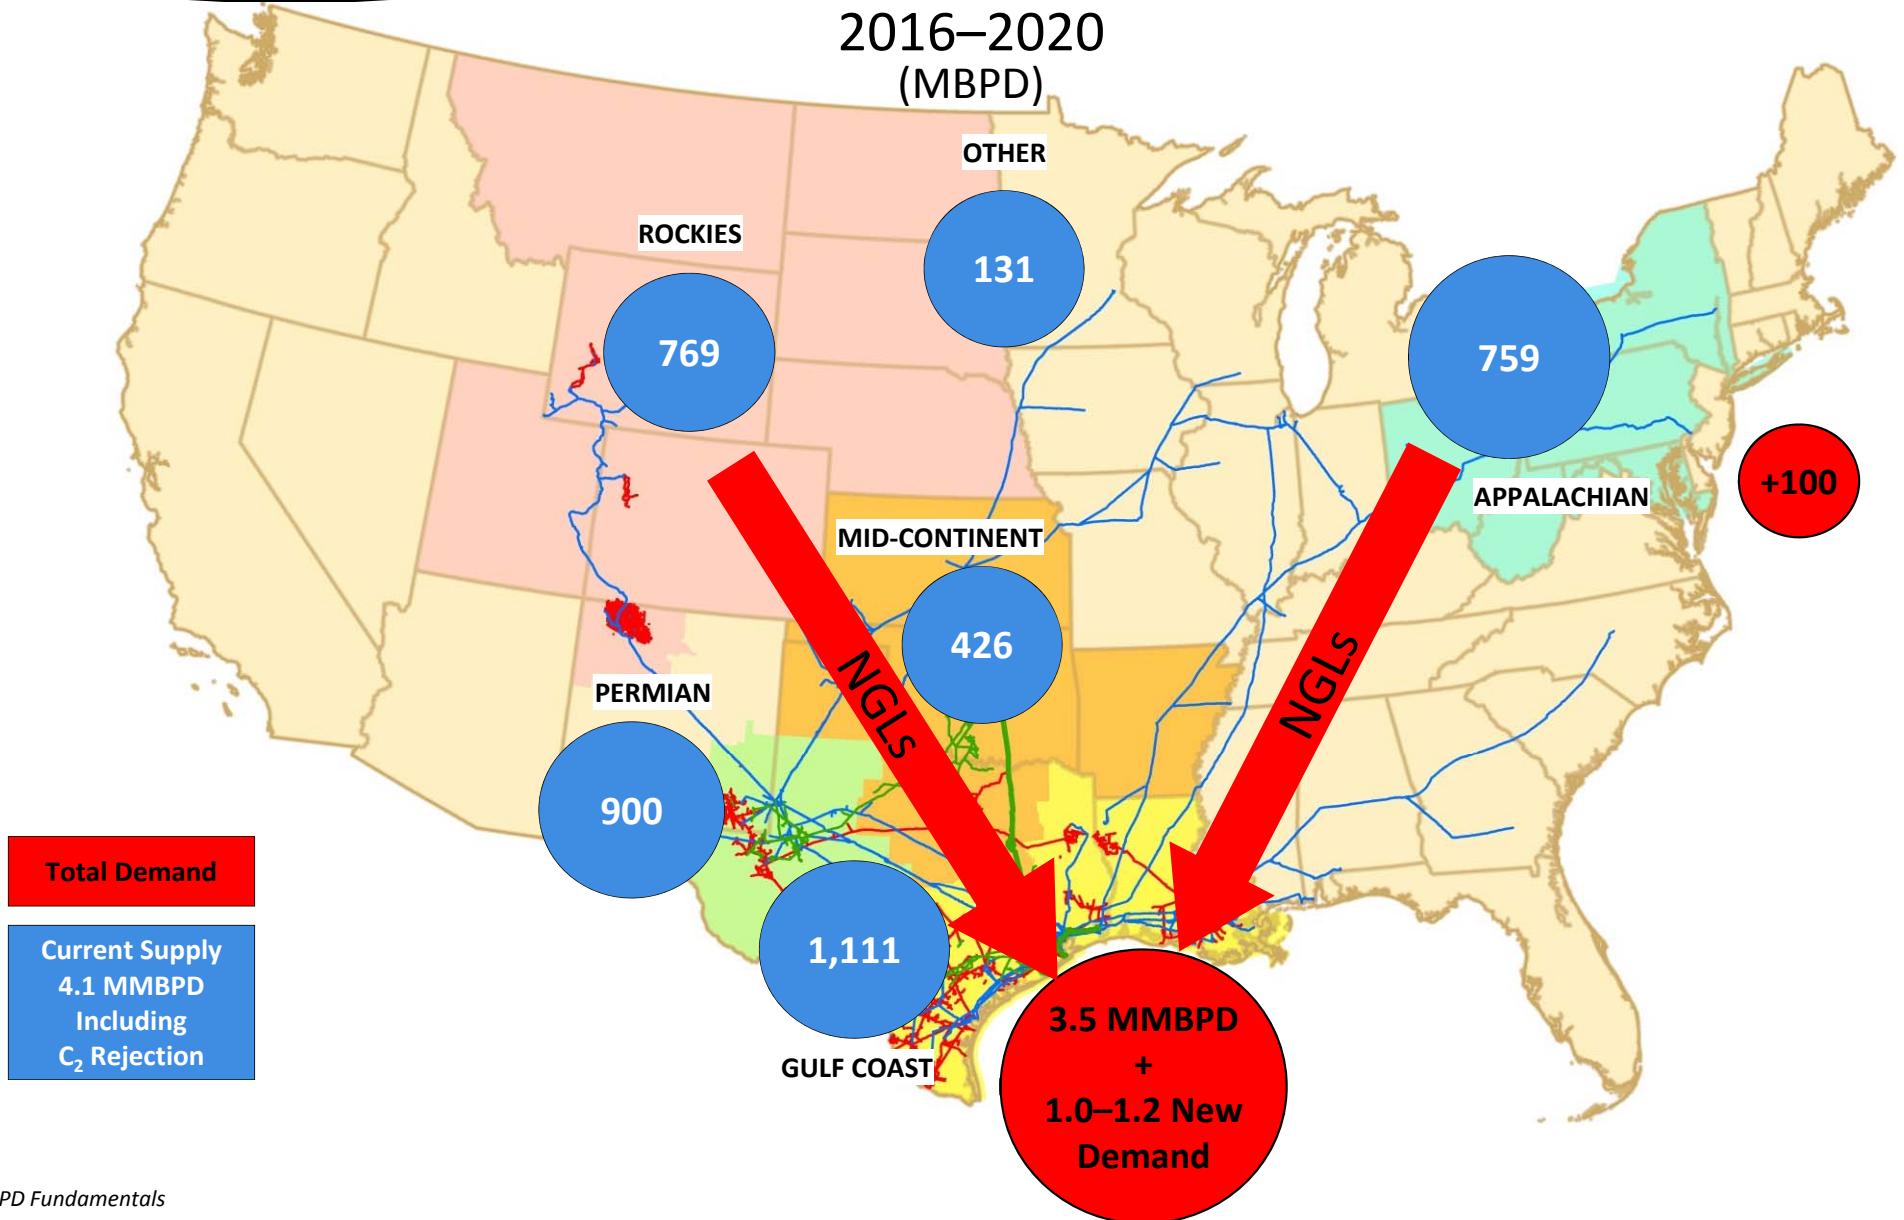 2016–2020
(MBPD)
OTHER
131
ROCKIES
769
759
APPALACHIAN
+100
MID-CONTINENT
426
NGLs
NGLs
PERMIAN
900
1,111
GULF COAST
Total Demand
Current Supply
4.1 MMBPD
Including
C₂ Rejection
3.5 MMBPD
+
1.0–1.2 New
Demand
PD Fundamentals